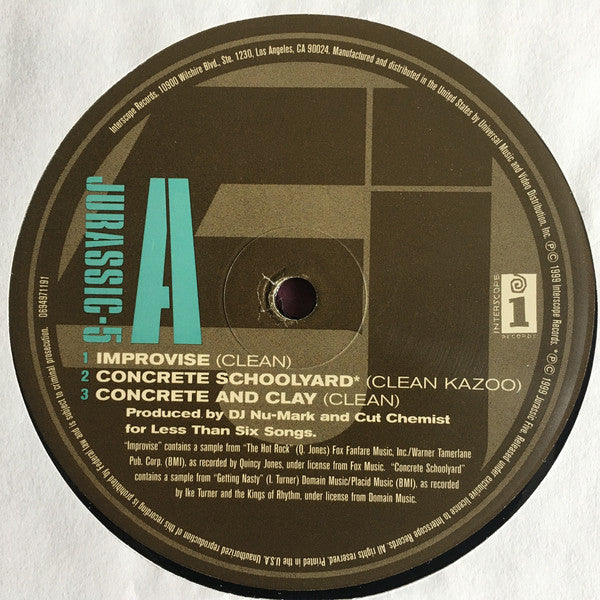 JURASSIC-5
A
1 IMPROVISE (CLEAN)
2 CONCRETE SCHOOLYARD* (CLEAN KAZOO)
3 CONCRETE AND CLAY (CLEAN)
Produced by DJ Nu-Mark and Cut Chemist
for Less Than Six Songs.
"Improvise" contains a sample from "The Hot Rock" (Q. Jones) Fox Fanfare Music, Inc./Warner Tamerlane
Pub. Corp. (BMI), as recorded by Quincy Jones, under license from Fox Music. "Concrete Schoolyard"
contains a sample from "Getting Nasty" (I. Turner) Domain Music/Placid Music (BMI), as recorded
by Ike Turner and the Kings of Rhythm, under license from Domain Music.
INTERSCOPE
i
RECORDS
0694971191
Interscope Records, 10900 Wilshire Blvd., Ste. 1230, Los Angeles, CA 90024. Manufactured and distributed in the United States by Universal Music and Video Distribution, Inc. ℗ © 1999 Interscope Records. *℗ 1999 Jurassic Five. Released under exclusive license to Interscope Records. All rights reserved. Printed in the U.S.A. Unauthorized reproduction of this recording is prohibited by Federal law and is subject to criminal prosecution.